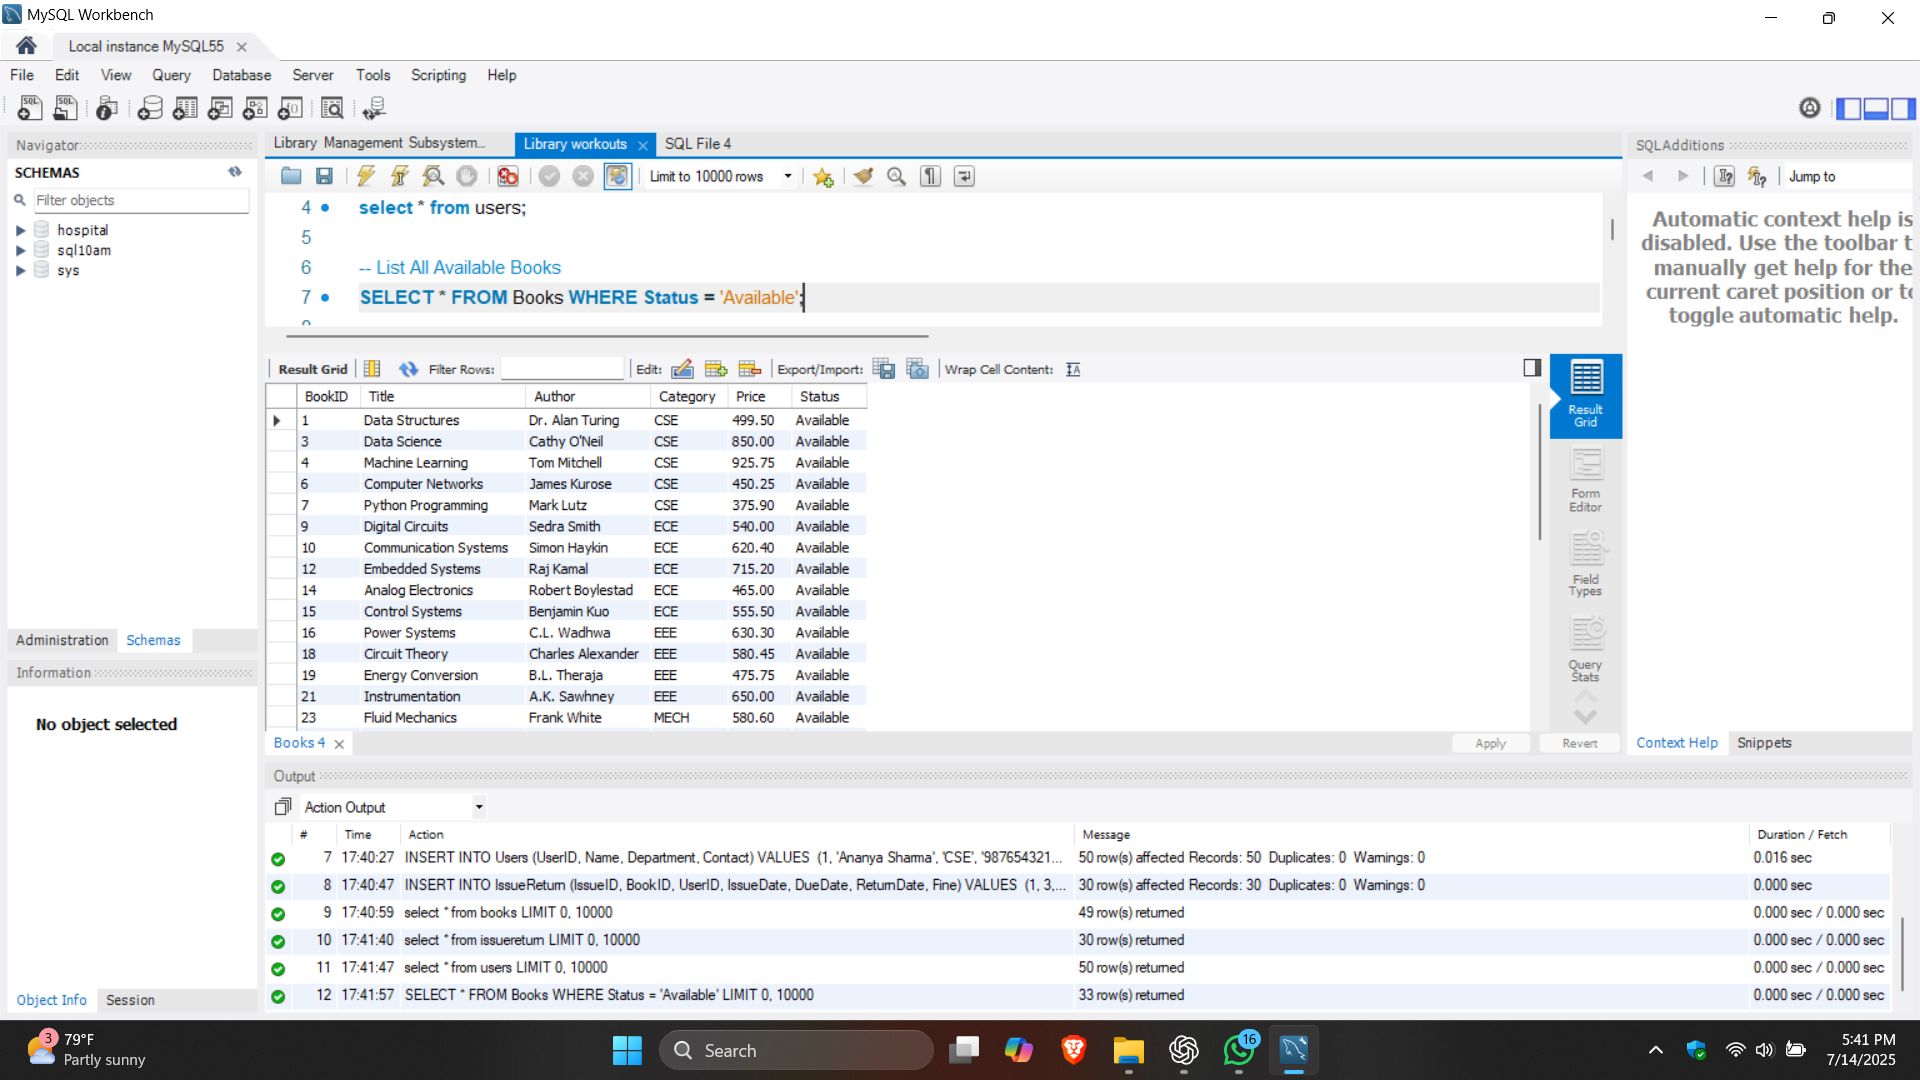 MySQL Workbench
Local instance MySQL55
File Edit View Query Database Server Tools Scripting Help
Navigator
SCHEMAS
Filter objects
hospital
sql10am
sys
Administration Schemas
Information
No object selected
Object Info Session
Library Management Subsystem... Library workouts SQL File 4
Limit to 10000 rows
4 select * from users;
5
6 -- List All Available Books
7 SELECT * FROM Books WHERE Status = 'Available';
Result Grid Filter Rows: Edit: Export/Import: Wrap Cell Content:
BookID Title Author Category Price Status
1 Data Structures Dr. Alan Turing CSE 499.50 Available
3 Data Science Cathy O'Neil CSE 850.00 Available
4 Machine Learning Tom Mitchell CSE 925.75 Available
6 Computer Networks James Kurose CSE 450.25 Available
7 Python Programming Mark Lutz CSE 375.90 Available
9 Digital Circuits Sedra Smith ECE 540.00 Available
10 Communication Systems Simon Haykin ECE 620.40 Available
12 Embedded Systems Raj Kamal ECE 715.20 Available
14 Analog Electronics Robert Boylestad ECE 465.00 Available
15 Control Systems Benjamin Kuo ECE 555.50 Available
16 Power Systems C.L. Wadhwa EEE 630.30 Available
18 Circuit Theory Charles Alexander EEE 580.45 Available
19 Energy Conversion B.L. Theraja EEE 475.75 Available
21 Instrumentation A.K. Sawhney EEE 650.00 Available
23 Fluid Mechanics Frank White MECH 580.60 Available
Books 4
Apply Revert
Result
Grid
Form
Editor
Field
Types
Query
Stats
SQLAdditions
Jump to
Automatic context help is
disabled. Use the toolbar t
manually get help for the
current caret position or to
toggle automatic help.
Context Help Snippets
Output
Action Output
# Time Action Message Duration / Fetch
7 17:40:27 INSERT INTO Users (UserID, Name, Department, Contact) VALUES (1, 'Ananya Sharma', 'CSE', '987654321... 50 row(s) affected Records: 50 Duplicates: 0 Warnings: 0 0.016 sec
8 17:40:47 INSERT INTO IssueReturn (IssueID, BookID, UserID, IssueDate, DueDate, ReturnDate, Fine) VALUES (1, 3,... 30 row(s) affected Records: 30 Duplicates: 0 Warnings: 0 0.000 sec
9 17:40:59 select * from books LIMIT 0, 10000 49 row(s) returned 0.000 sec / 0.000 sec
10 17:41:40 select * from issuereturn LIMIT 0, 10000 30 row(s) returned 0.000 sec / 0.000 sec
11 17:41:47 select * from users LIMIT 0, 10000 50 row(s) returned 0.000 sec / 0.000 sec
12 17:41:57 SELECT * FROM Books WHERE Status = 'Available' LIMIT 0, 10000 33 row(s) returned 0.000 sec / 0.000 sec
3
79°F
Partly sunny
Search
16
5:41 PM
7/14/2025